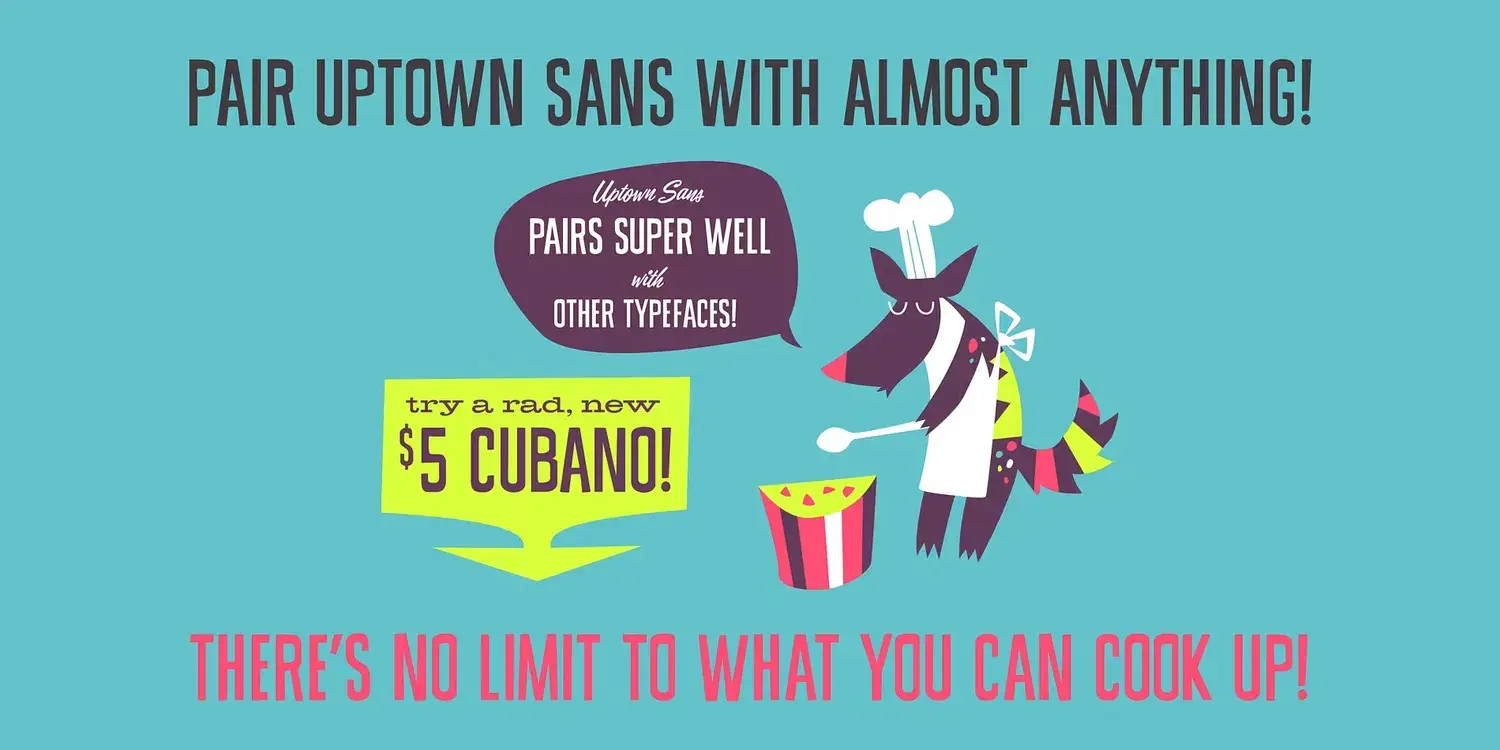 PAIR UPTOWN SANS WITH ALMOST ANYTHING!
Uptown Sans
PAIRS SUPER WELL
with
OTHER TYPEFACES!
try a rad, new
$5 CUBANO!
THERE'S NO LIMIT TO WHAT YOU CAN COOK UP!